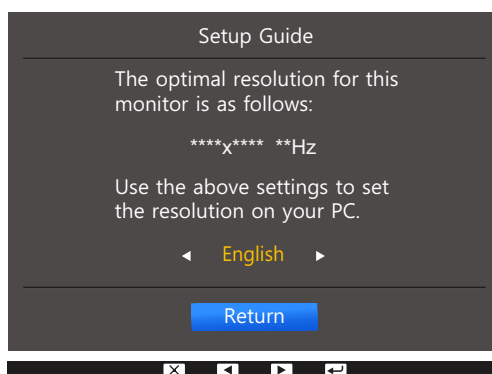 Setup Guide
The optimal resolution for this
monitor is as follows:
****x**** **Hz
Use the above settings to set
the resolution on your PC.
English
Return